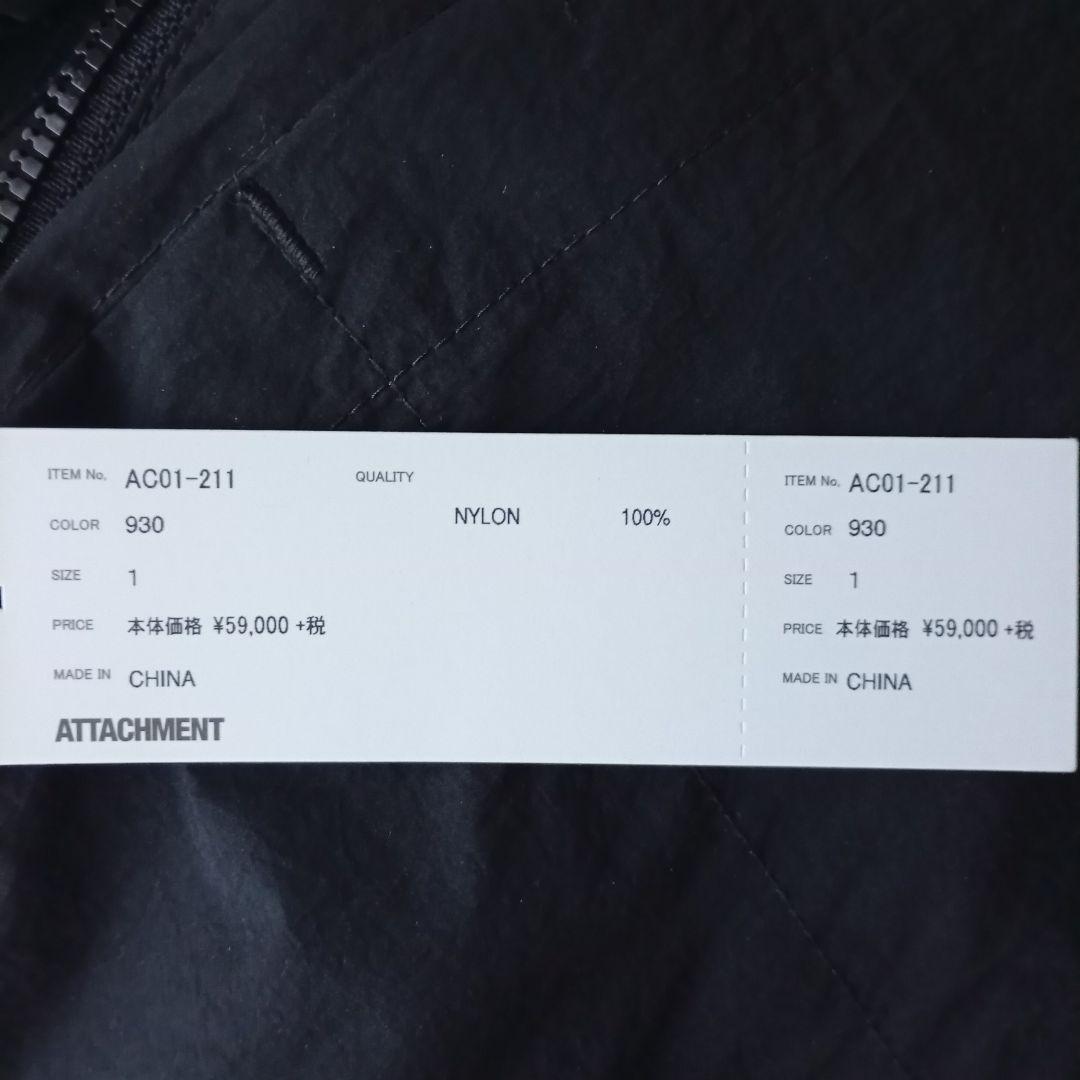 ITEM No. AC01-211
QUALITY
COLOR 930
NYLON 100%
SIZE 1
PRICE 本体価格 ¥59,000 +税
MADE IN CHINA
ATTACHMENT
ITEM No. AC01-211
COLOR 930
SIZE 1
PRICE 本体価格 ¥59,000 +税
MADE IN CHINA